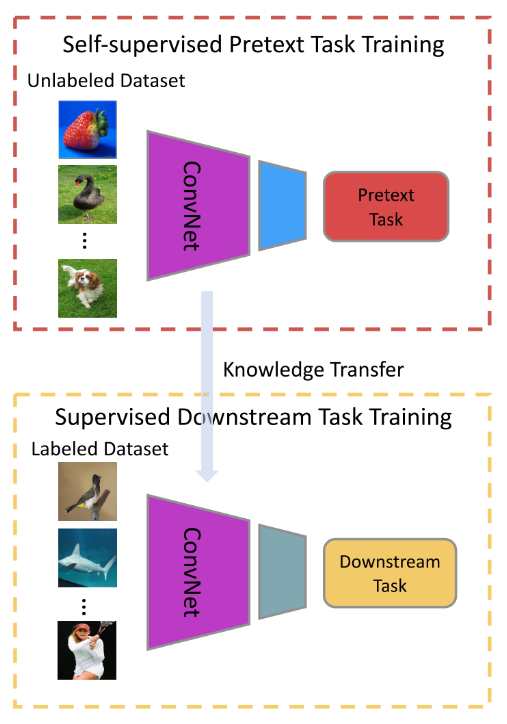 Self-supervised Pretext Task Training
Unlabeled Dataset
ConvNet
Pretext
Task
Knowledge Transfer
Supervised Downstream Task Training
Labeled Dataset
ConvNet
Downstream
Task